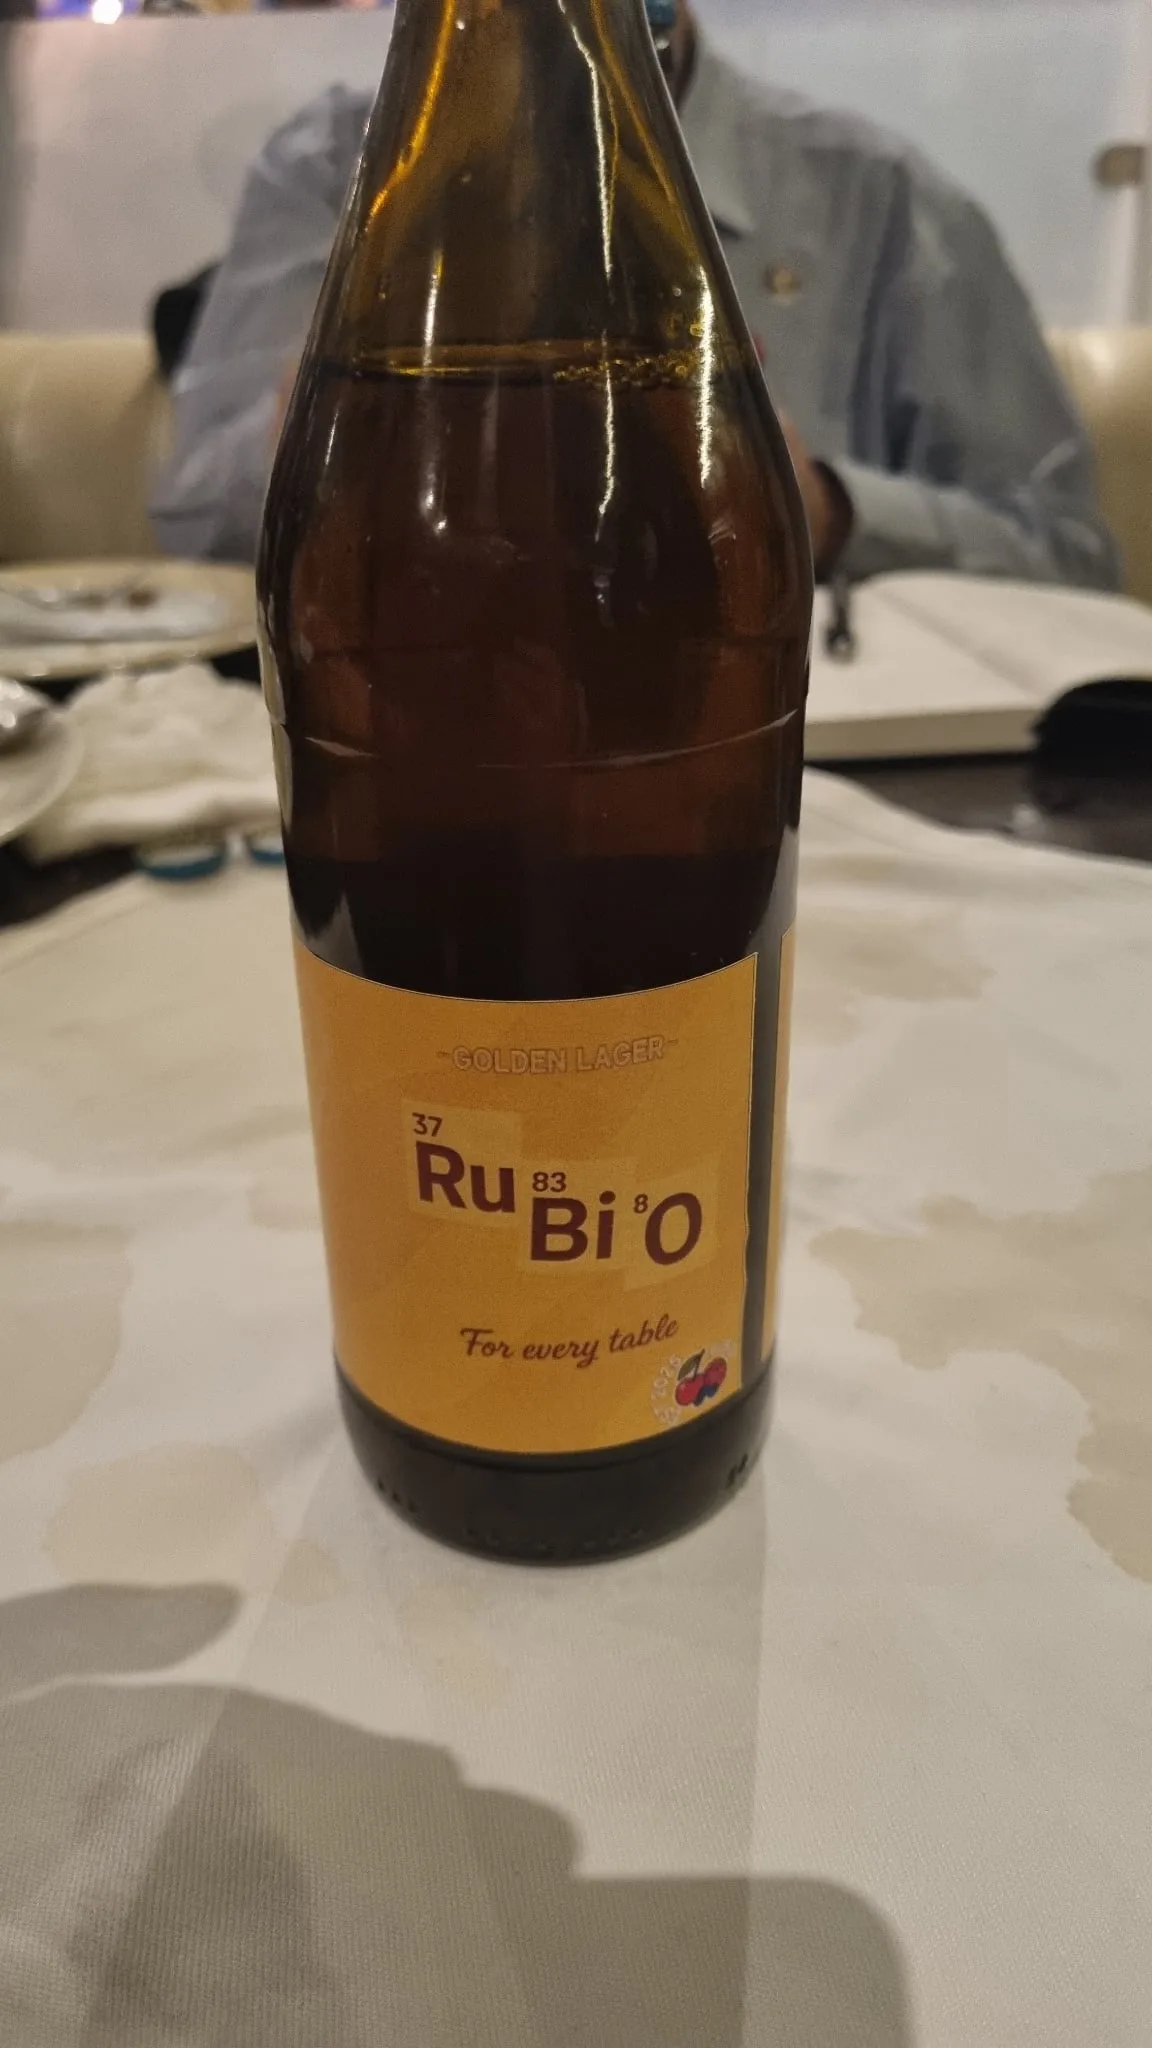 -GOLDEN LAGER-
37
Ru
83
Bi
8
O
For every table